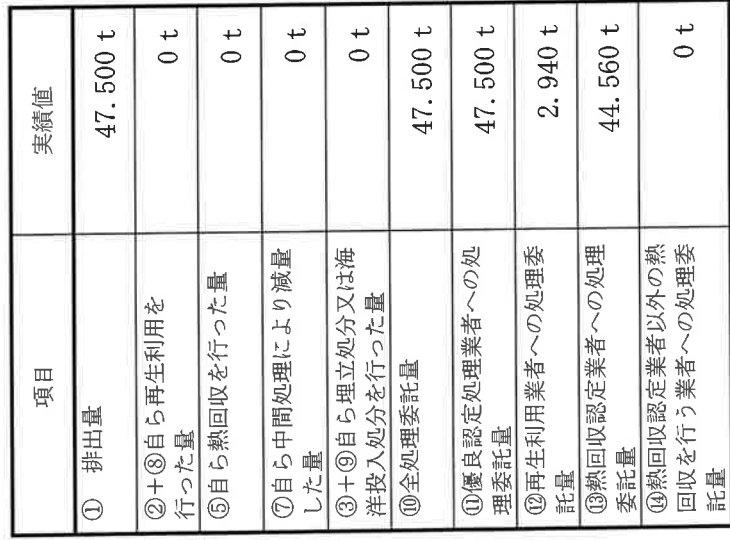 項目 実績値
① 排出量 47.500 t
②+⑧自ら再生利用を
行った量 0 t
⑤自ら熱回収を行った量 0 t
⑦自ら中間処理により減量
した量 0 t
③+⑨自ら埋立処分又は海
洋投入処分を行った量 0 t
⑩全処理委託量 47.500 t
⑪優良認定処理業者への処
理委託量 47.500 t
⑫再生利用業者への処理委
託量 2.940 t
⑬熱回収認定業者への処理
委託量 44.560 t
⑭熱回収認定業者以外の熱
回収を行う業者への処理委
託量 0 t